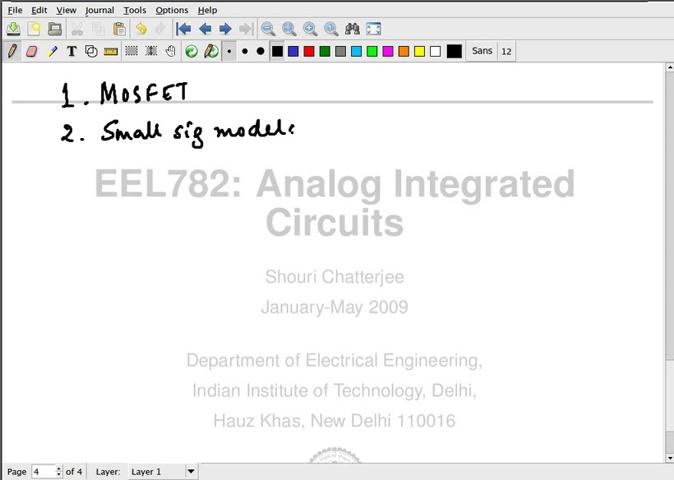 File Edit View Journal Tools Options Help
Sans 12
1. MOSFET
2. Small sig models
EEL782: Analog Integrated
Circuits
Shouri Chatterjee
January-May 2009
Department of Electrical Engineering,
Indian Institute of Technology, Delhi,
Hauz Khas, New Delhi 110016
Page 4 of 4 Layer: Layer 1